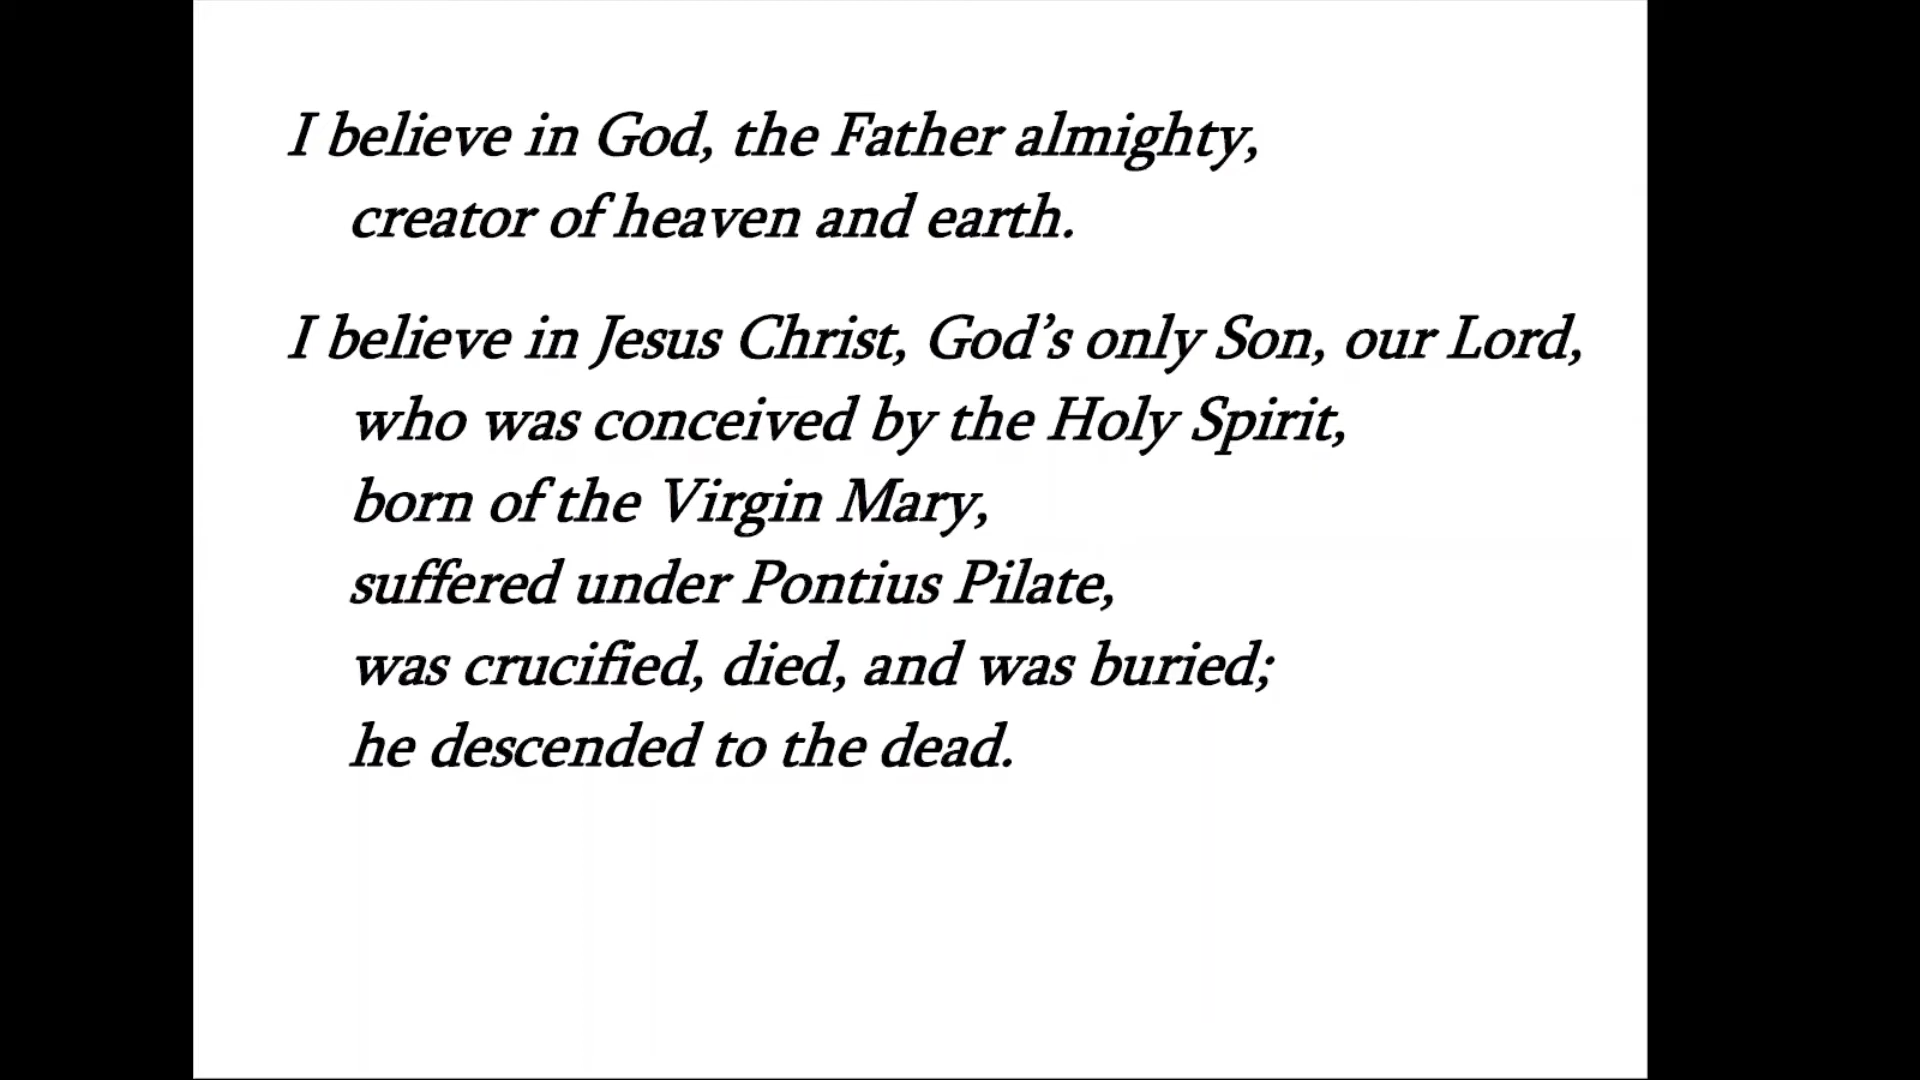 I believe in God, the Father almighty,
creator of heaven and earth.
I believe in Jesus Christ, God’s only Son, our Lord,
who was conceived by the Holy Spirit,
born of the Virgin Mary,
suffered under Pontius Pilate,
was crucified, died, and was buried;
he descended to the dead.